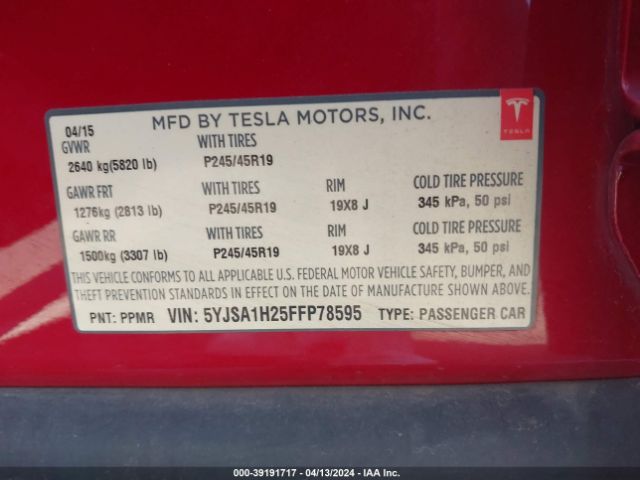 04/15 MFD BY TESLA MOTORS, INC.
TESLA
GVWR WITH TIRES
2640 kg(5820 lb) P245/45R19
GAWR FRT WITH TIRES RIM COLD TIRE PRESSURE
1276kg (2813 lb) P245/45R19 19X8 J 345 kPa, 50 psi
GAWR RR WITH TIRES RIM COLD TIRE PRESSURE
1500kg (3307 lb) P245/45R19 19X8 J 345 kPa, 50 psi
THIS VEHICLE CONFORMS TO ALL APPLICABLE U.S. FEDERAL MOTOR VEHICLE SAFETY, BUMPER, AND
THEFT PREVENTION STANDARDS IN EFFECT ON THE DATE OF MANUFACTURE SHOWN ABOVE.
PNT: PPMR VIN: 5YJSA1H25FFP78595 TYPE: PASSENGER CAR
000-39191717 - 04/13/2024 - IAA Inc.